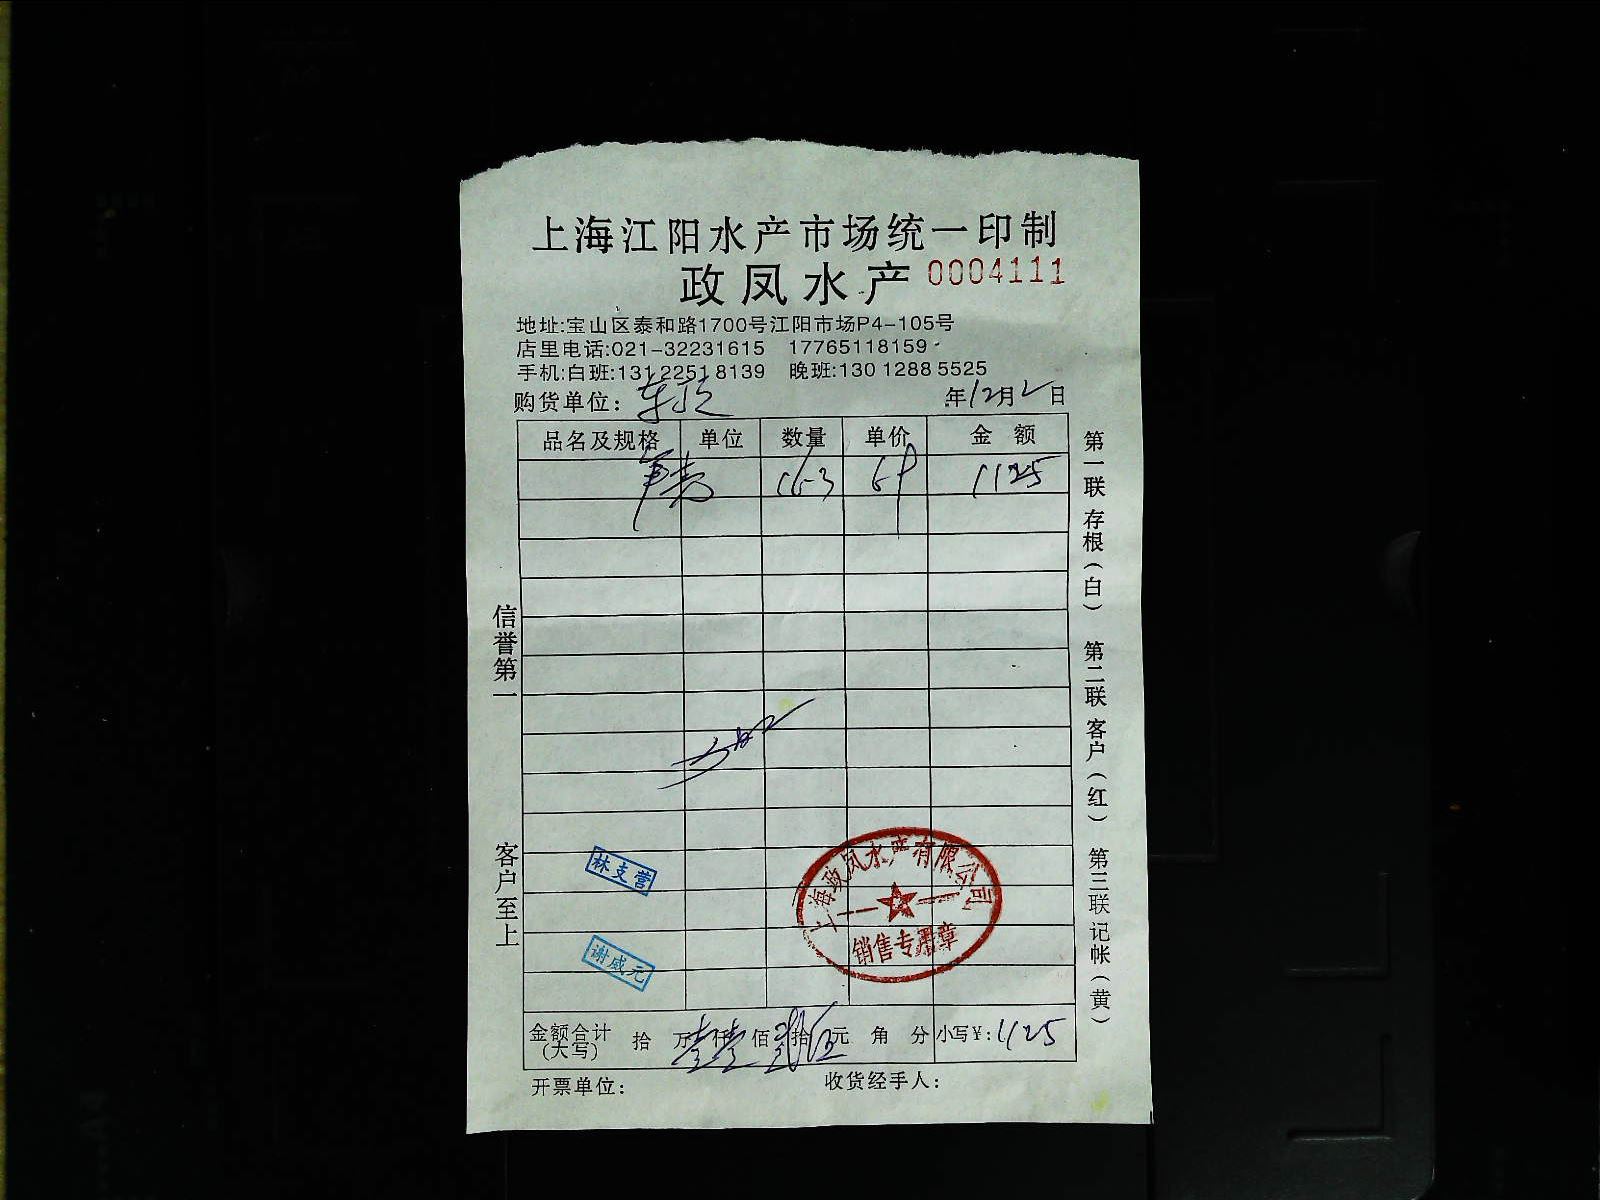 上海江阳水产市场统一印制
政凤水产 0004111
地址:宝山区泰和路1700号江阳市场P4-105号
店里电话:021-32231615 17765118159
手机:白班:131 2251 8139 晚班:130 1288 5525
购货单位: 年12月2日
品名及规格 单位 数量 单价 金额
16.3 69 1125
信誉第一 客户至上
第一联 存根(白) 第二联 客户(红) 第三联 记帐(黄)
林支营
谢咸元
上海政凤水产有限公司
销售专用章
金额合计(大写) 拾 万壹仟壹佰贰拾伍元 角 分 小写¥:1125
开票单位: 收货经手人: